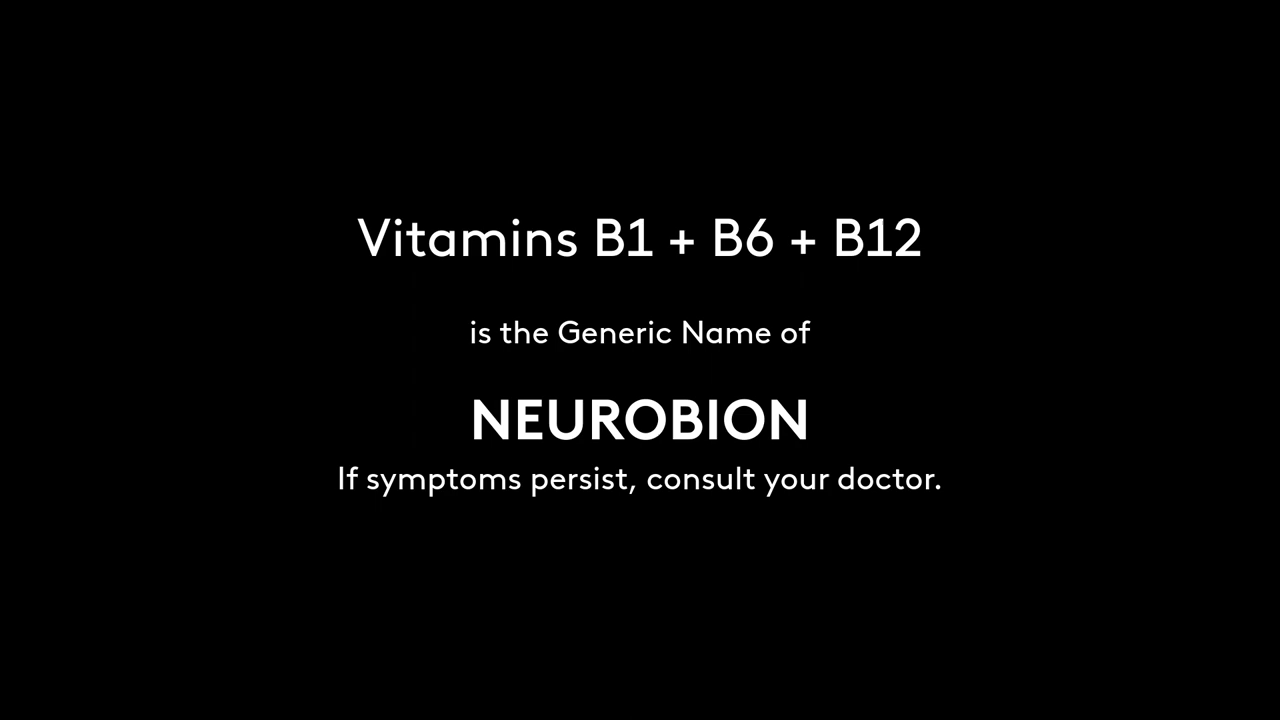 Vitamins B1 + B6 + B12
is the Generic Name of
NEUROBION
If symptoms persist, consult your doctor.